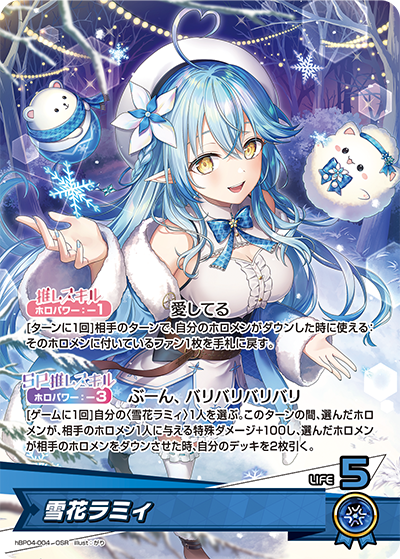 推しスキル
ホロパワー：－1
愛してる
[ターンに1回]相手のターンで、自分のホロメンがダウンした時に使える：
そのホロメンに付いているファン1枚を手札に戻す。
SP推しスキル
ホロパワー：－3
ぶーん、バリバリバリバリ
[ゲームに1回]自分の〈雪花ラミィ〉1人を選ぶ。このターンの間、選んだホロ
メンが、相手のホロメン1人に与える特殊ダメージ+100し、選んだホロメン
が相手のホロメンをダウンさせた時、自分のデッキを2枚引く。
LIFE 5
雪花ラミィ
hBP04-004 OSR illust：がり